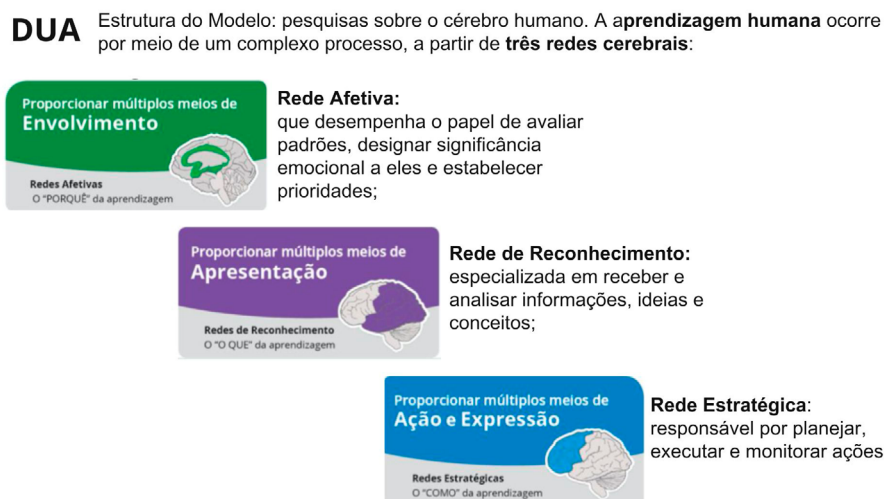 DUA
Estrutura do Modelo: pesquisas sobre o cérebro humano. A aprendizagem humana ocorre
por meio de um complexo processo, a partir de três redes cerebrais:
Proporcionar múltiplos meios de
Envolvimento
Redes Afetivas
O "PORQUÊ" da aprendizagem
Rede Afetiva:
que desempenha o papel de avaliar
padrões, designar significância
emocional a eles e estabelecer
prioridades;
Proporcionar múltiplos meios de
Apresentação
Redes de Reconhecimento
O "O QUE" da aprendizagem
Rede de Reconhecimento:
especializada em receber e
analisar informações, ideias e
conceitos;
Proporcionar múltiplos meios de
Ação e Expressão
Redes Estratégicas
O "COMO" da aprendizagem
Rede Estratégica:
responsável por planejar,
executar e monitorar ações